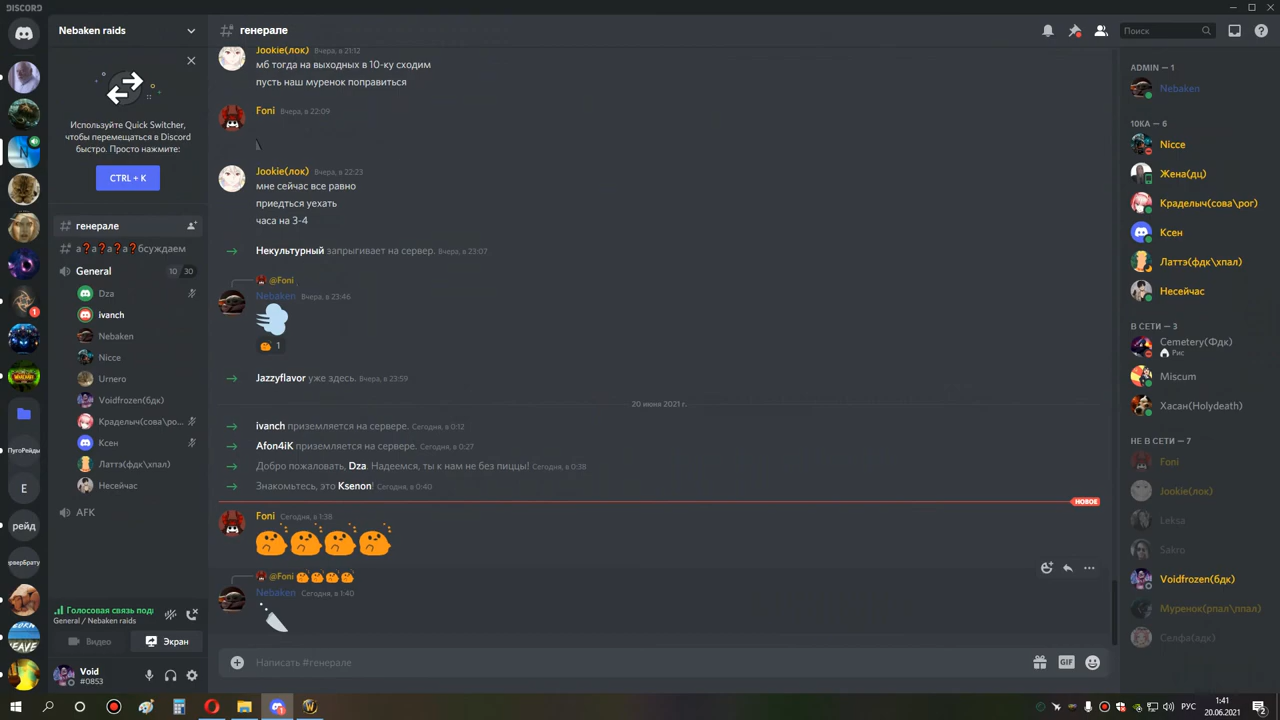 DISCORD
Nebaken raids
Используйте Quick Switcher,
чтобы перемещаться в Discord
быстро. Просто нажмите:
CTRL + K
генерале
а❓а❓а❓а❓бсуждаем
General
10 30
Dza
ivanch
Nebaken
Nicce
Urnero
Voidfrozen(бдк)
Краделыч(сова\ро...
Ксен
Латтэ(фдк\хпал)
Несейчас
AFK
1
ПугоРейды
E
рейд
Голосовая связь под
General / Nebaken raids
Видео
Экран
Void
#0853
генерале
Поиск
Jookie(лок) Вчера, в 21:12
мб тогда на выходных в 10-ку сходим
пусть наш муренок поправиться
Foni Вчера, в 22:09
Jookie(лок) Вчера, в 22:23
мне сейчас все равно
приедться уехать
часа на 3-4
Некультурный запрыгивает на сервер. Вчера, в 23:07
@Foni
Nebaken Вчера, в 23:46
1
Jazzyflavor уже здесь. Вчера, в 23:59
20 июня 2021 г.
ivanch приземляется на сервере. Сегодня, в 0:12
Afon4iK приземляется на сервере. Сегодня, в 0:27
Добро пожаловать, Dza. Надеемся, ты к нам не без пиццы! Сегодня, в 0:38
Знакомьтесь, это Ksenon! Сегодня, в 0:40
НОВОЕ
Foni Сегодня, в 1:38
@Foni
Nebaken Сегодня, в 1:40
Написать #генерале
GIF
ADMIN — 1
Nebaken
10КА — 6
Nicce
Жена(дц)
Краделыч(сова\рог)
Ксен
Латтэ(фдк\хпал)
Несейчас
В СЕТИ — 3
Cemetery(Фдк)
Рис
Miscum
Хасан(Holydeath)
НЕ В СЕТИ — 7
Foni
Jookie(лок)
Leksa
Sakro
Voidfrozen(бдк)
Муренок(рпал\ппал)
Селфа(адк)
РУС
1:41
20.06.2021
2